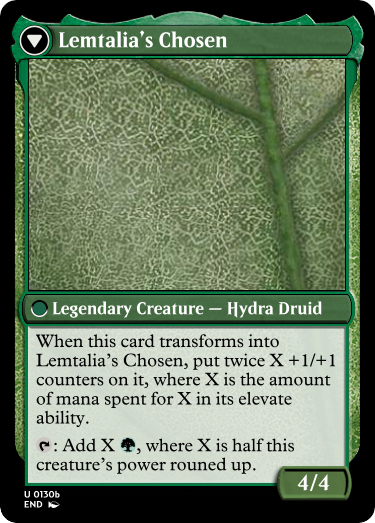 Lemtalia's Chosen
Legendary Creature — Hydra Druid
When this card transforms into
Lemtalia's Chosen, put twice X +1/+1
counters on it, where X is the amount
of mana spent for X in its elevate
ability.
: Add X , where X is half this
creature's power rounded up.
4/4
U 0130b
END